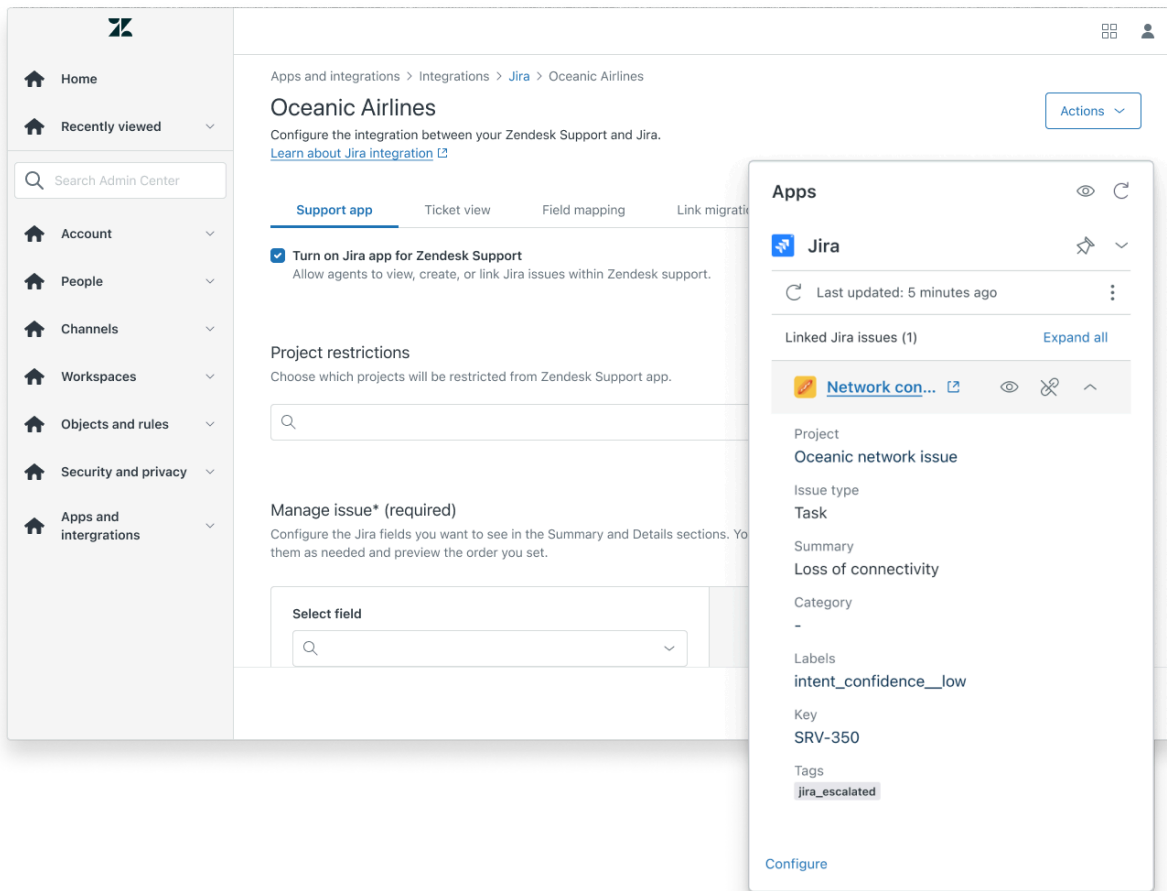 Home
Recently viewed
Search Admin Center
Account
People
Channels
Workspaces
Objects and rules
Security and privacy
Apps and
intergrations
Apps and integrations > Integrations > Jira > Oceanic Airlines
Oceanic Airlines
Actions
Configure the integration between your Zendesk Support and Jira.
Learn about Jira integration
Support app
Ticket view
Field mapping
Link
Turn on Jira app for Zendesk Support
Allow agents to view, create, or link Jira issues within Zendesk support.
Project restrictions
Choose which projects will be restricted from Zendesk Support app.
Manage issue* (required)
Configure the Jira fields you want to see in the Summary and Details sections.
them as needed and preview the order you set.
Select field
Apps
Jira
Last updated: 5 minutes ago
Linked Jira issues (1)
Expand all
Network con...
Project
Oceanic network issue
Issue type
Task
Summary
Loss of connectivity
Category
-
Labels
intent_confidence__low
Key
SRV-350
Tags
jira_escalated
Configure